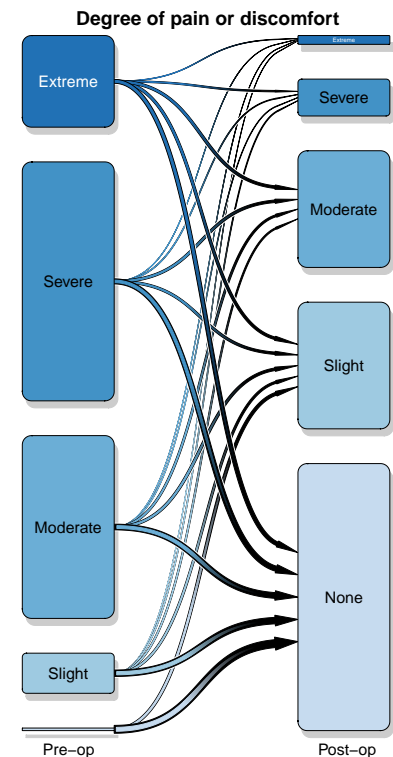 Degree of pain or discomfort
Extreme
Severe
Moderate
Slight
Pre−op
Extreme
Severe
Moderate
Slight
None
Post−op